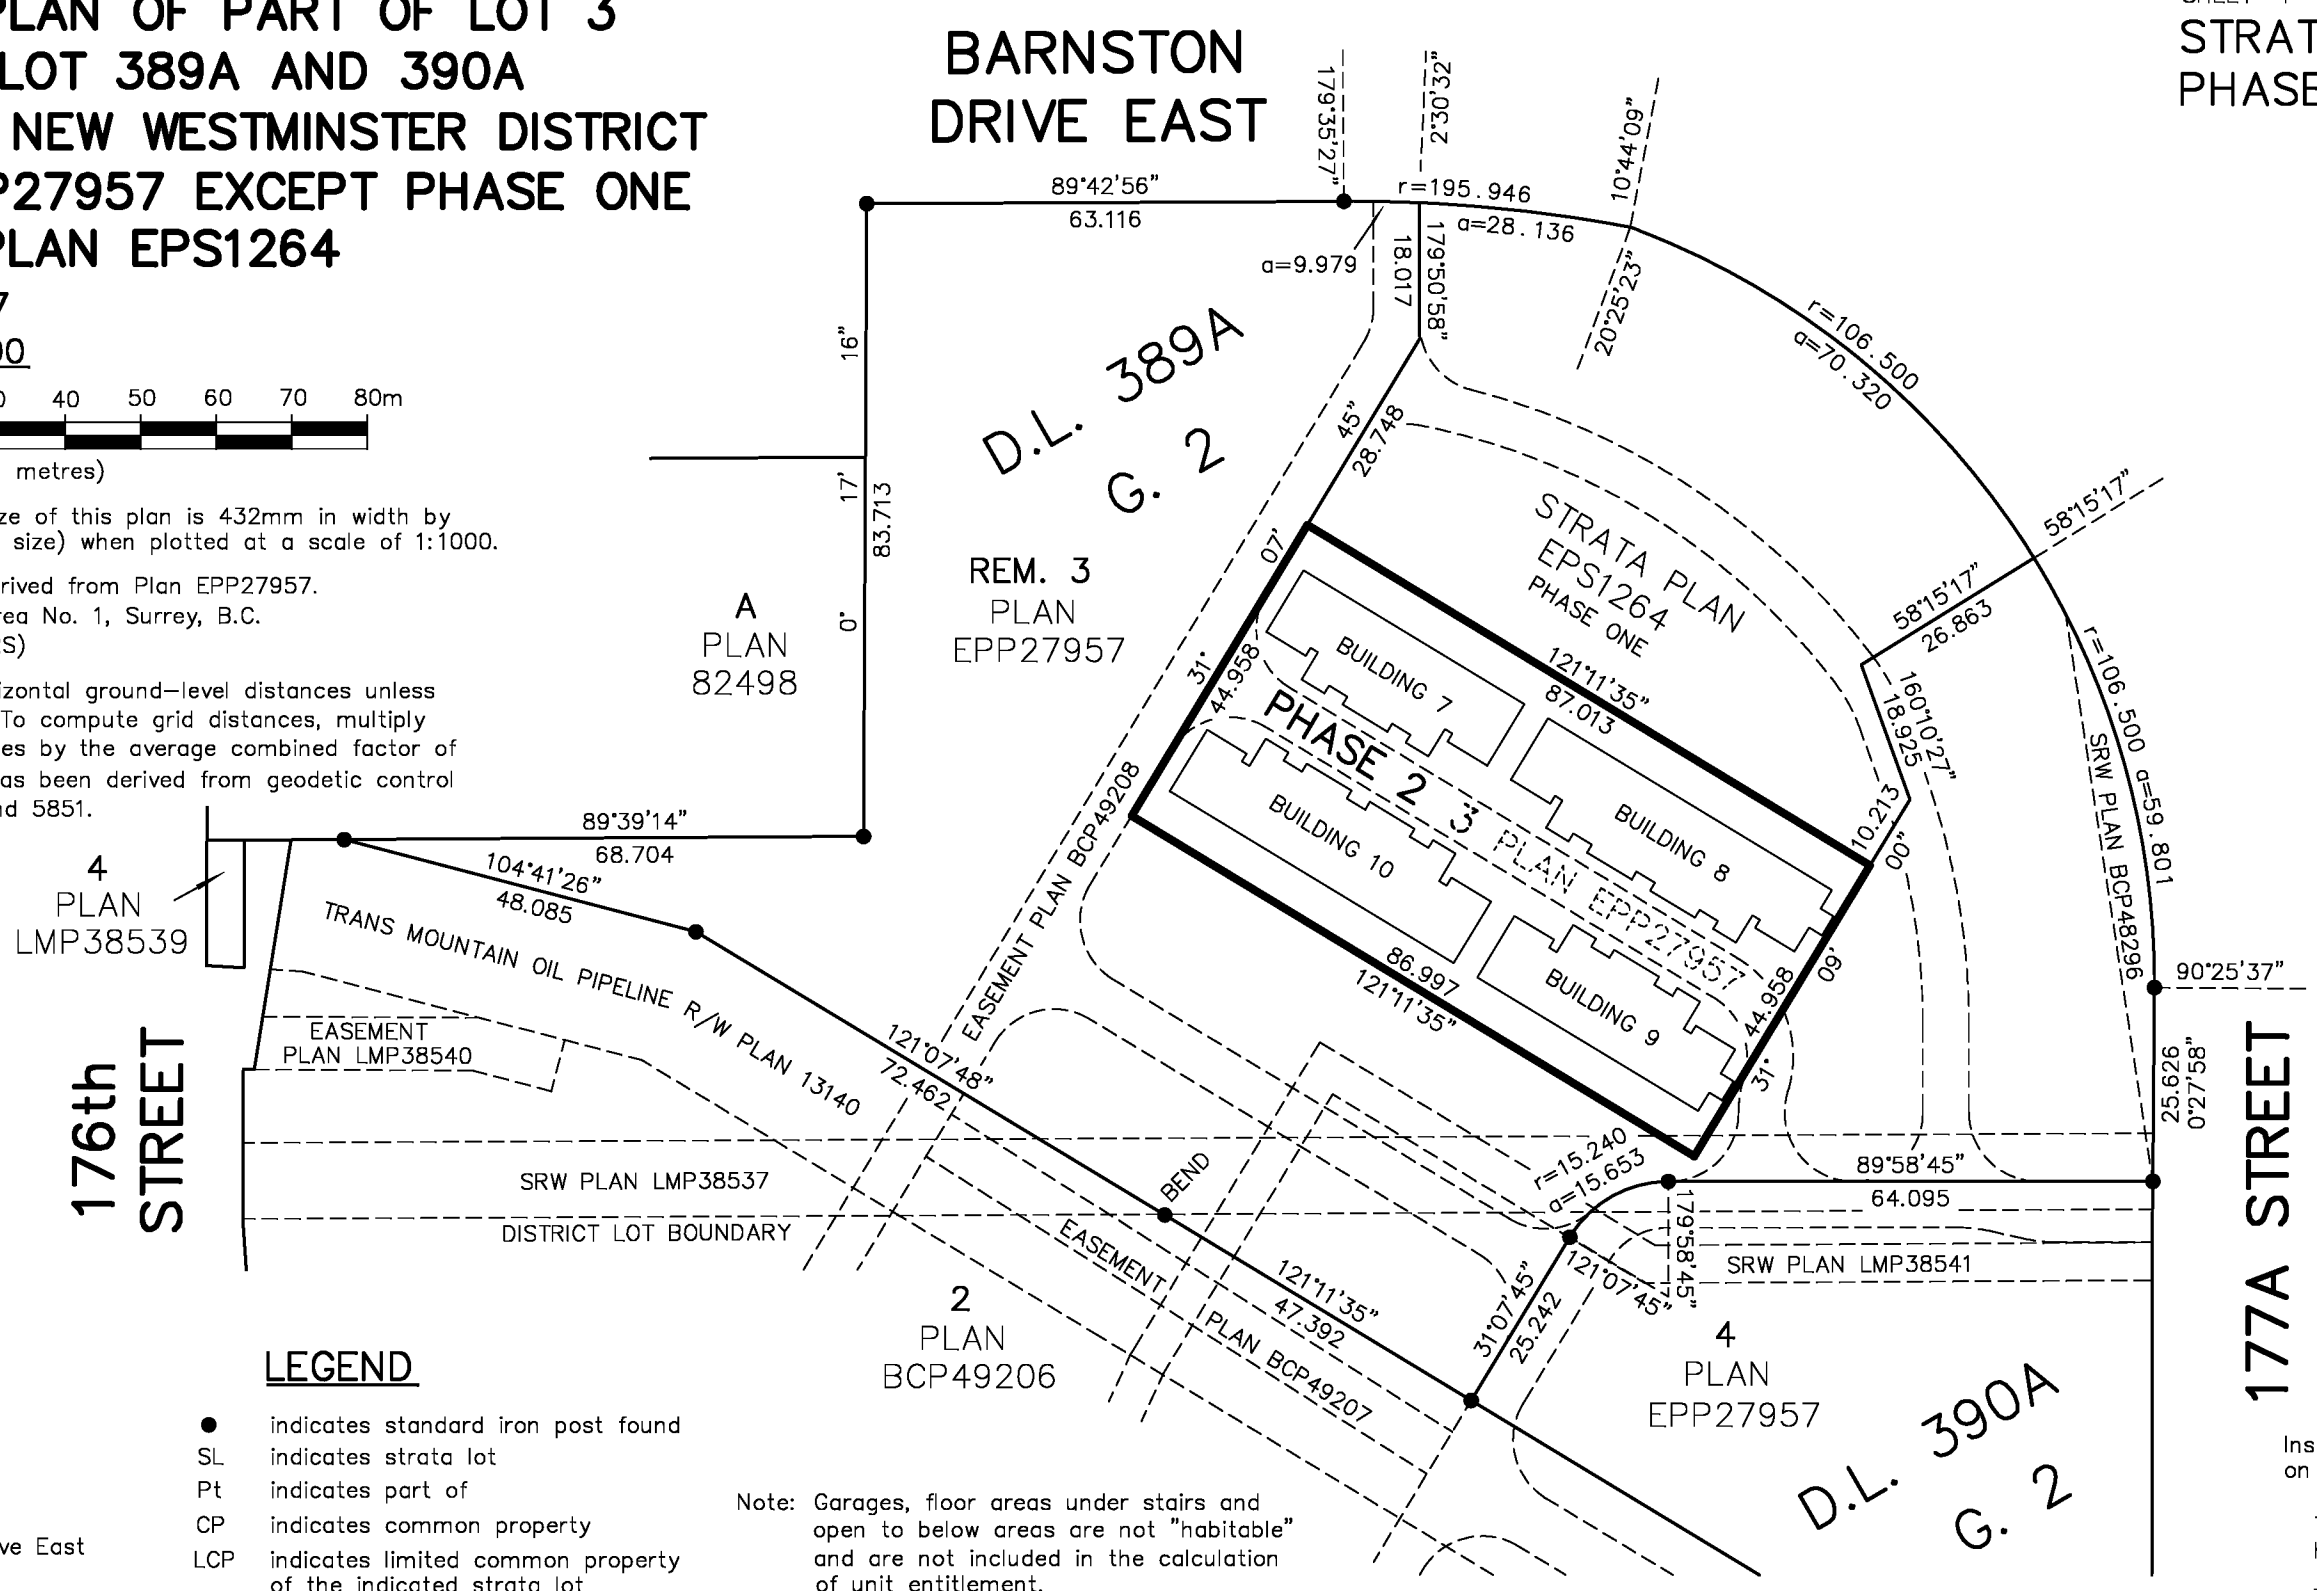 PLAN OF PART OF LOT 3
LOT 389A AND 390A
NEW WESTMINSTER DISTRICT
P27957 EXCEPT PHASE ONE
PLAN EPS1264
40 50 60 70 80m
metres)
ze of this plan is 432mm in width by
size) when plotted at a scale of 1:1000.
rived from Plan EPP27957.
rea No. 1, Surrey, B.C.
izontal ground-level distances unless
To compute grid distances, multiply
es by the average combined factor of
as been derived from geodetic control
nd 5851.
BARNSTON
DRIVE EAST
STRAT
PHASE
179°35'27"
2°30'32"
10°44'09"
89°42'56"
63.116
r=195.946
a=28.136
a=9.979
18.017
179°50'58"
20°25'23"
r=106.500
a=70.320
0° 17' 16"
83.713
D.L. 389A
G. 2
31° 07' 45"
28.748
58°15'17"
58°15'17"
26.863
STRATA PLAN
EPS1264
PHASE ONE
REM. 3
PLAN
EPP27957
A
PLAN
82498
121°11'35"
87.013
160°10'27"
18.925
r=106.500 a=59.801
SRW PLAN BCP48296
44.958
BUILDING 7
PHASE 2
3 PLAN EPP27957
BUILDING 8
BUILDING 10
BUILDING 9
10.213
31° 09' 00"
44.958
86.997
121°11'35"
EASEMENT PLAN BCP49208
89°39'14"
68.704
104°41'26"
48.085
4
PLAN
LMP38539
TRANS MOUNTAIN OIL PIPELINE R/W PLAN 13140
EASEMENT
PLAN LMP38540
121°07'48"
72.462
90°25'37"
25.626
0°27'58"
176th
STREET
177A STREET
SRW PLAN LMP38537
DISTRICT LOT BOUNDARY
BEND
r=15.240
a=15.653
89°58'45"
64.095
179°58'45"
121°07'45"
SRW PLAN LMP38541
EASEMENT PLAN BCP49207
121°11'35"
47.392
31°07'45"
25.242
2
PLAN
BCP49206
4
PLAN
EPP27957
D.L. 390A
G. 2
LEGEND
● indicates standard iron post found
SL indicates strata lot
Pt indicates part of
CP indicates common property
LCP indicates limited common property
of the indicated strata lot
ve East
Note: Garages, floor areas under stairs and
open to below areas are not "habitable"
and are not included in the calculation
of unit entitlement.
Ins
on